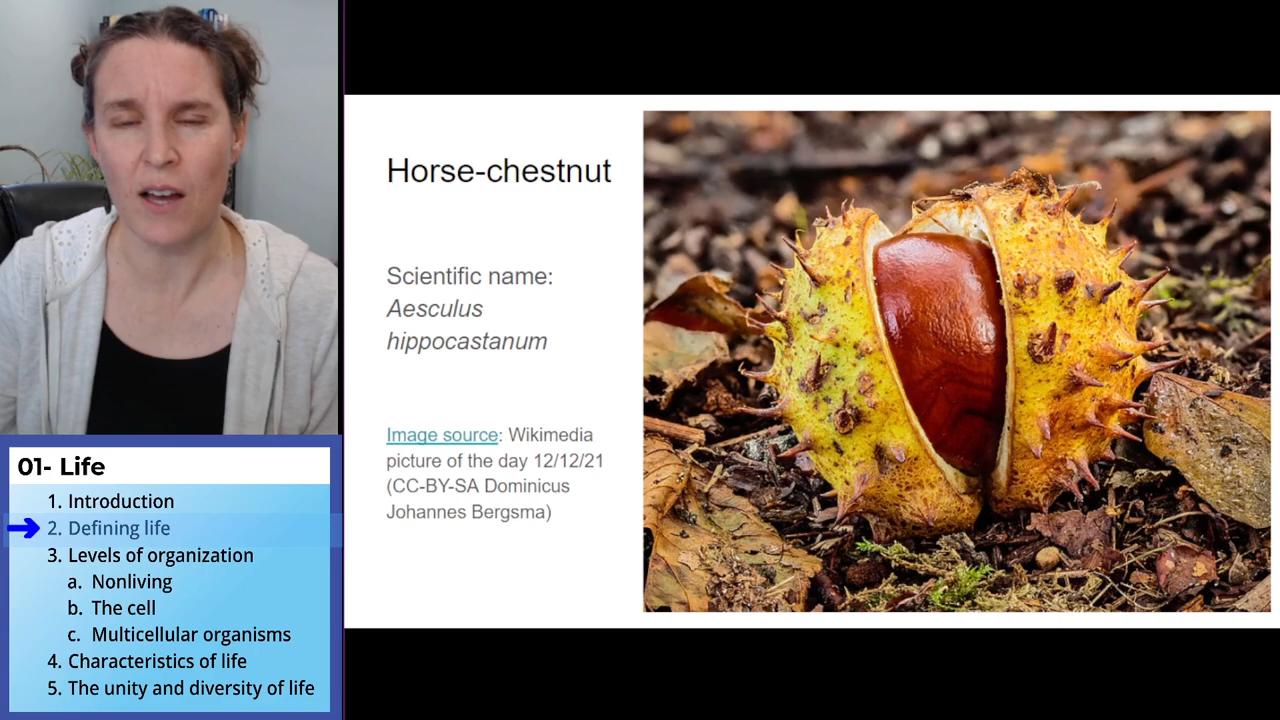 Horse-chestnut
Scientific name:
Aesculus
hippocastanum
Image source: Wikimedia
picture of the day 12/12/21
(CC-BY-SA Dominicus
Johannes Bergsma)
01- Life
1. Introduction
2. Defining life
3. Levels of organization
a. Nonliving
b. The cell
c. Multicellular organisms
4. Characteristics of life
5. The unity and diversity of life